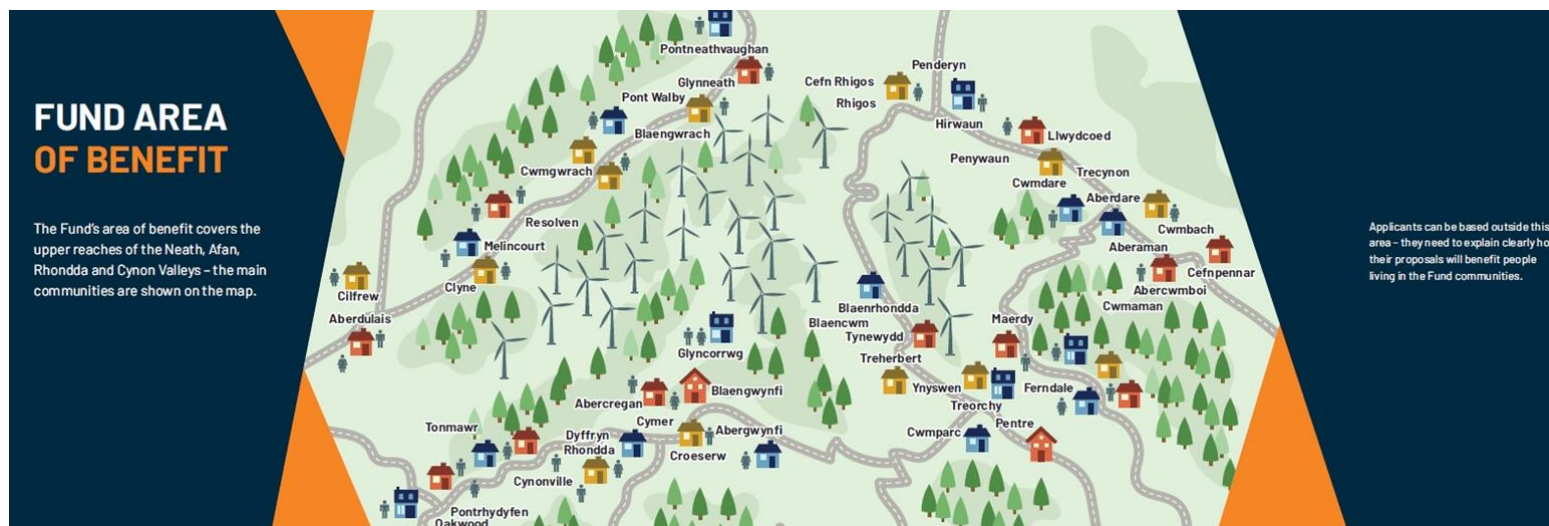 FUND AREA
OF BENEFIT
The Fund's area of benefit covers the
upper reaches of the Neath, Afan,
Rhondda and Cynon Valleys – the main
communities are shown on the map.
Pontneathvaughan
Glynneath
Pont Walby
Blaengwrach
Cwmgwrach
Resolven
Melincourt
Clyne
Cilfrew
Aberdulais
Cefn Rhigos
Rhigos
Penderyn
Hirwaun
Llwydcoed
Penywaun
Trecynon
Cwmdare
Aberdare
Cwmbach
Aberaman
Cefnpennar
Abercwmboi
Cwmaman
Blaenrhondda
Blaencwm
Tynewydd
Treherbert
Maerdy
Ynyswen
Ferndale
Treorchy
Pentre
Cwmparc
Glyncorrwg
Blaengwynfi
Abercregan
Cymer
Abergwynfi
Croeserw
Dyffryn
Rhondda
Tonmawr
Cynonville
Pontrhydyfen
Oakwood
Applicants can be based outside this
area – they need to explain clearly ho
their proposals will benefit people
living in the Fund communities.